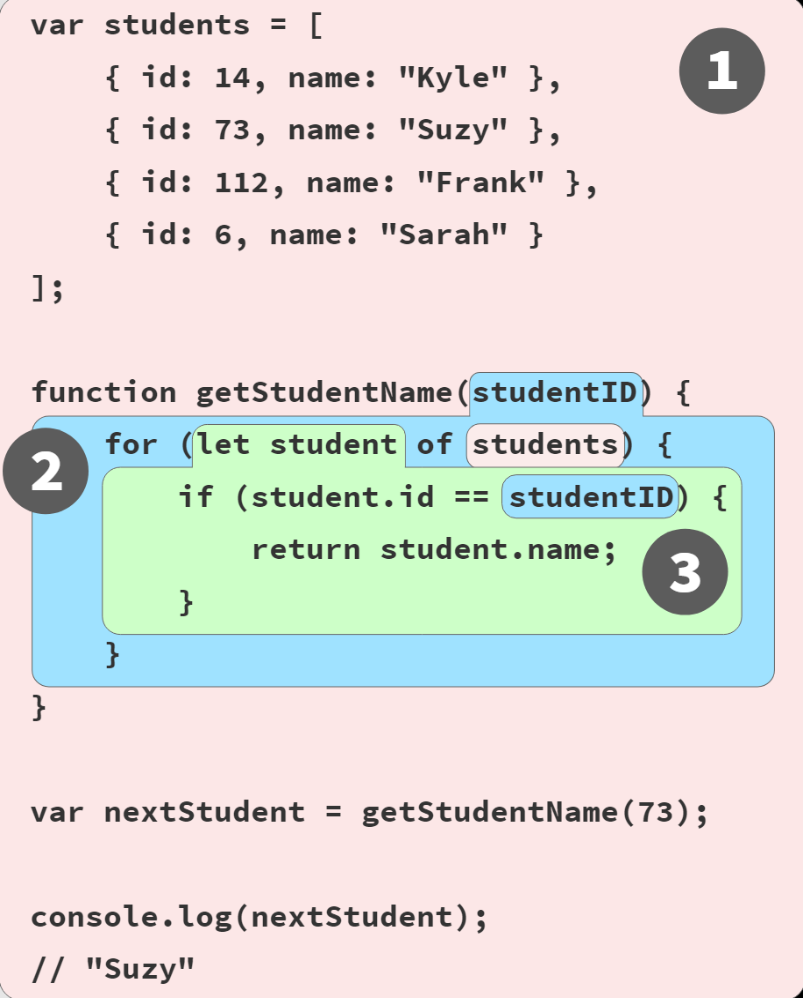 var students = [
    { id: 14, name: "Kyle" },
    { id: 73, name: "Suzy" },
    { id: 112, name: "Frank" },
    { id: 6, name: "Sarah" }
];
1
function getStudentName(studentID) {
    for (let student of students) {
2
        if (student.id == studentID) {
            return student.name;
3
        }
    }
}
var nextStudent = getStudentName(73);
console.log(nextStudent);
// "Suzy"